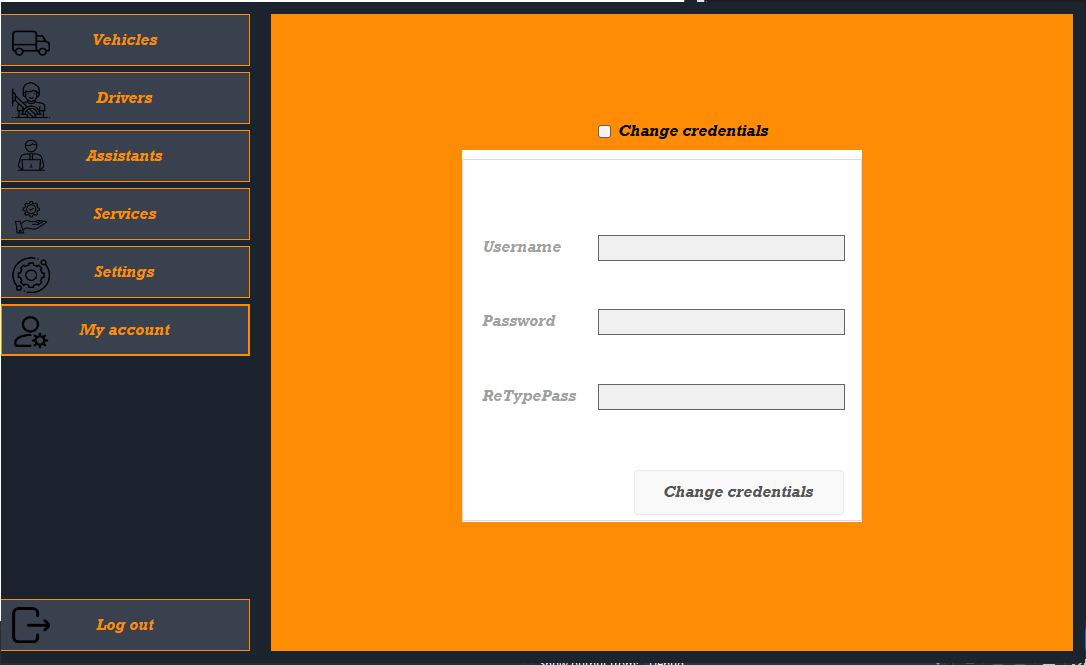 Vehicles
Drivers
Assistants
Services
Settings
My account
Log out
Change credentials
Username
Password
ReTypePass
Change credentials